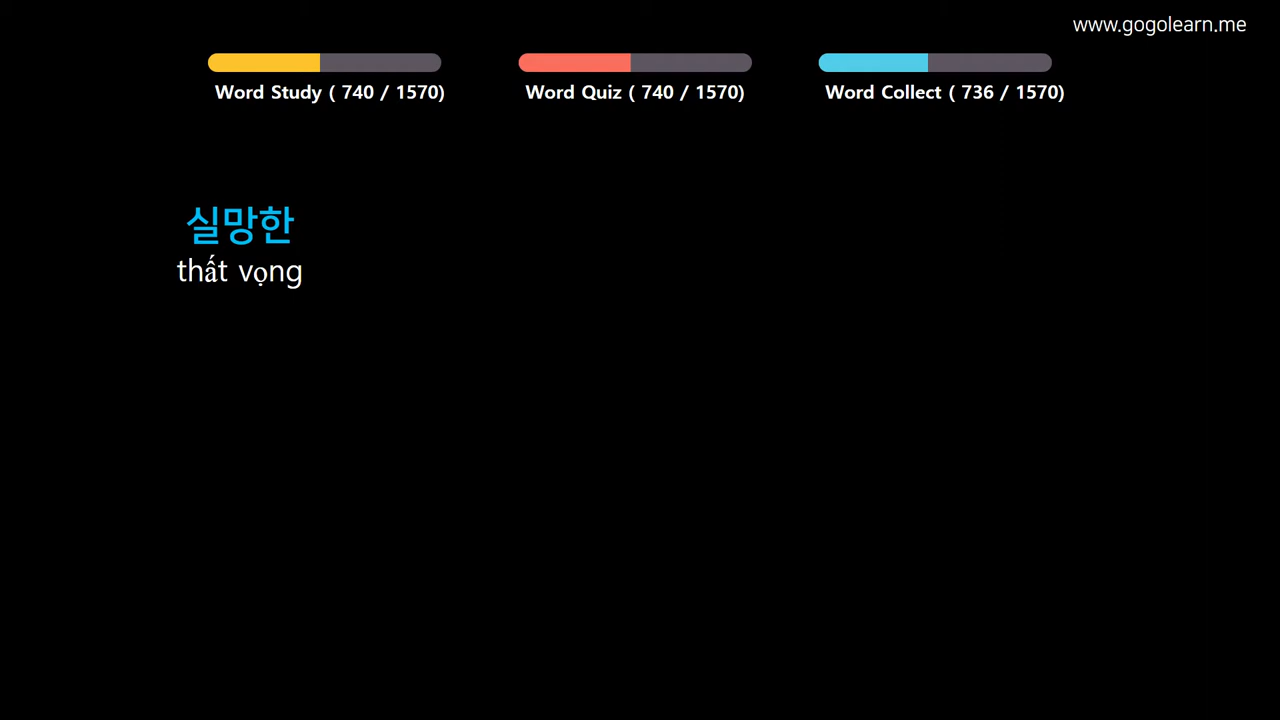 www.gogolearn.me
Word Study ( 740 / 1570)
Word Quiz ( 740 / 1570)
Word Collect ( 736 / 1570)
실망한
thất vọng